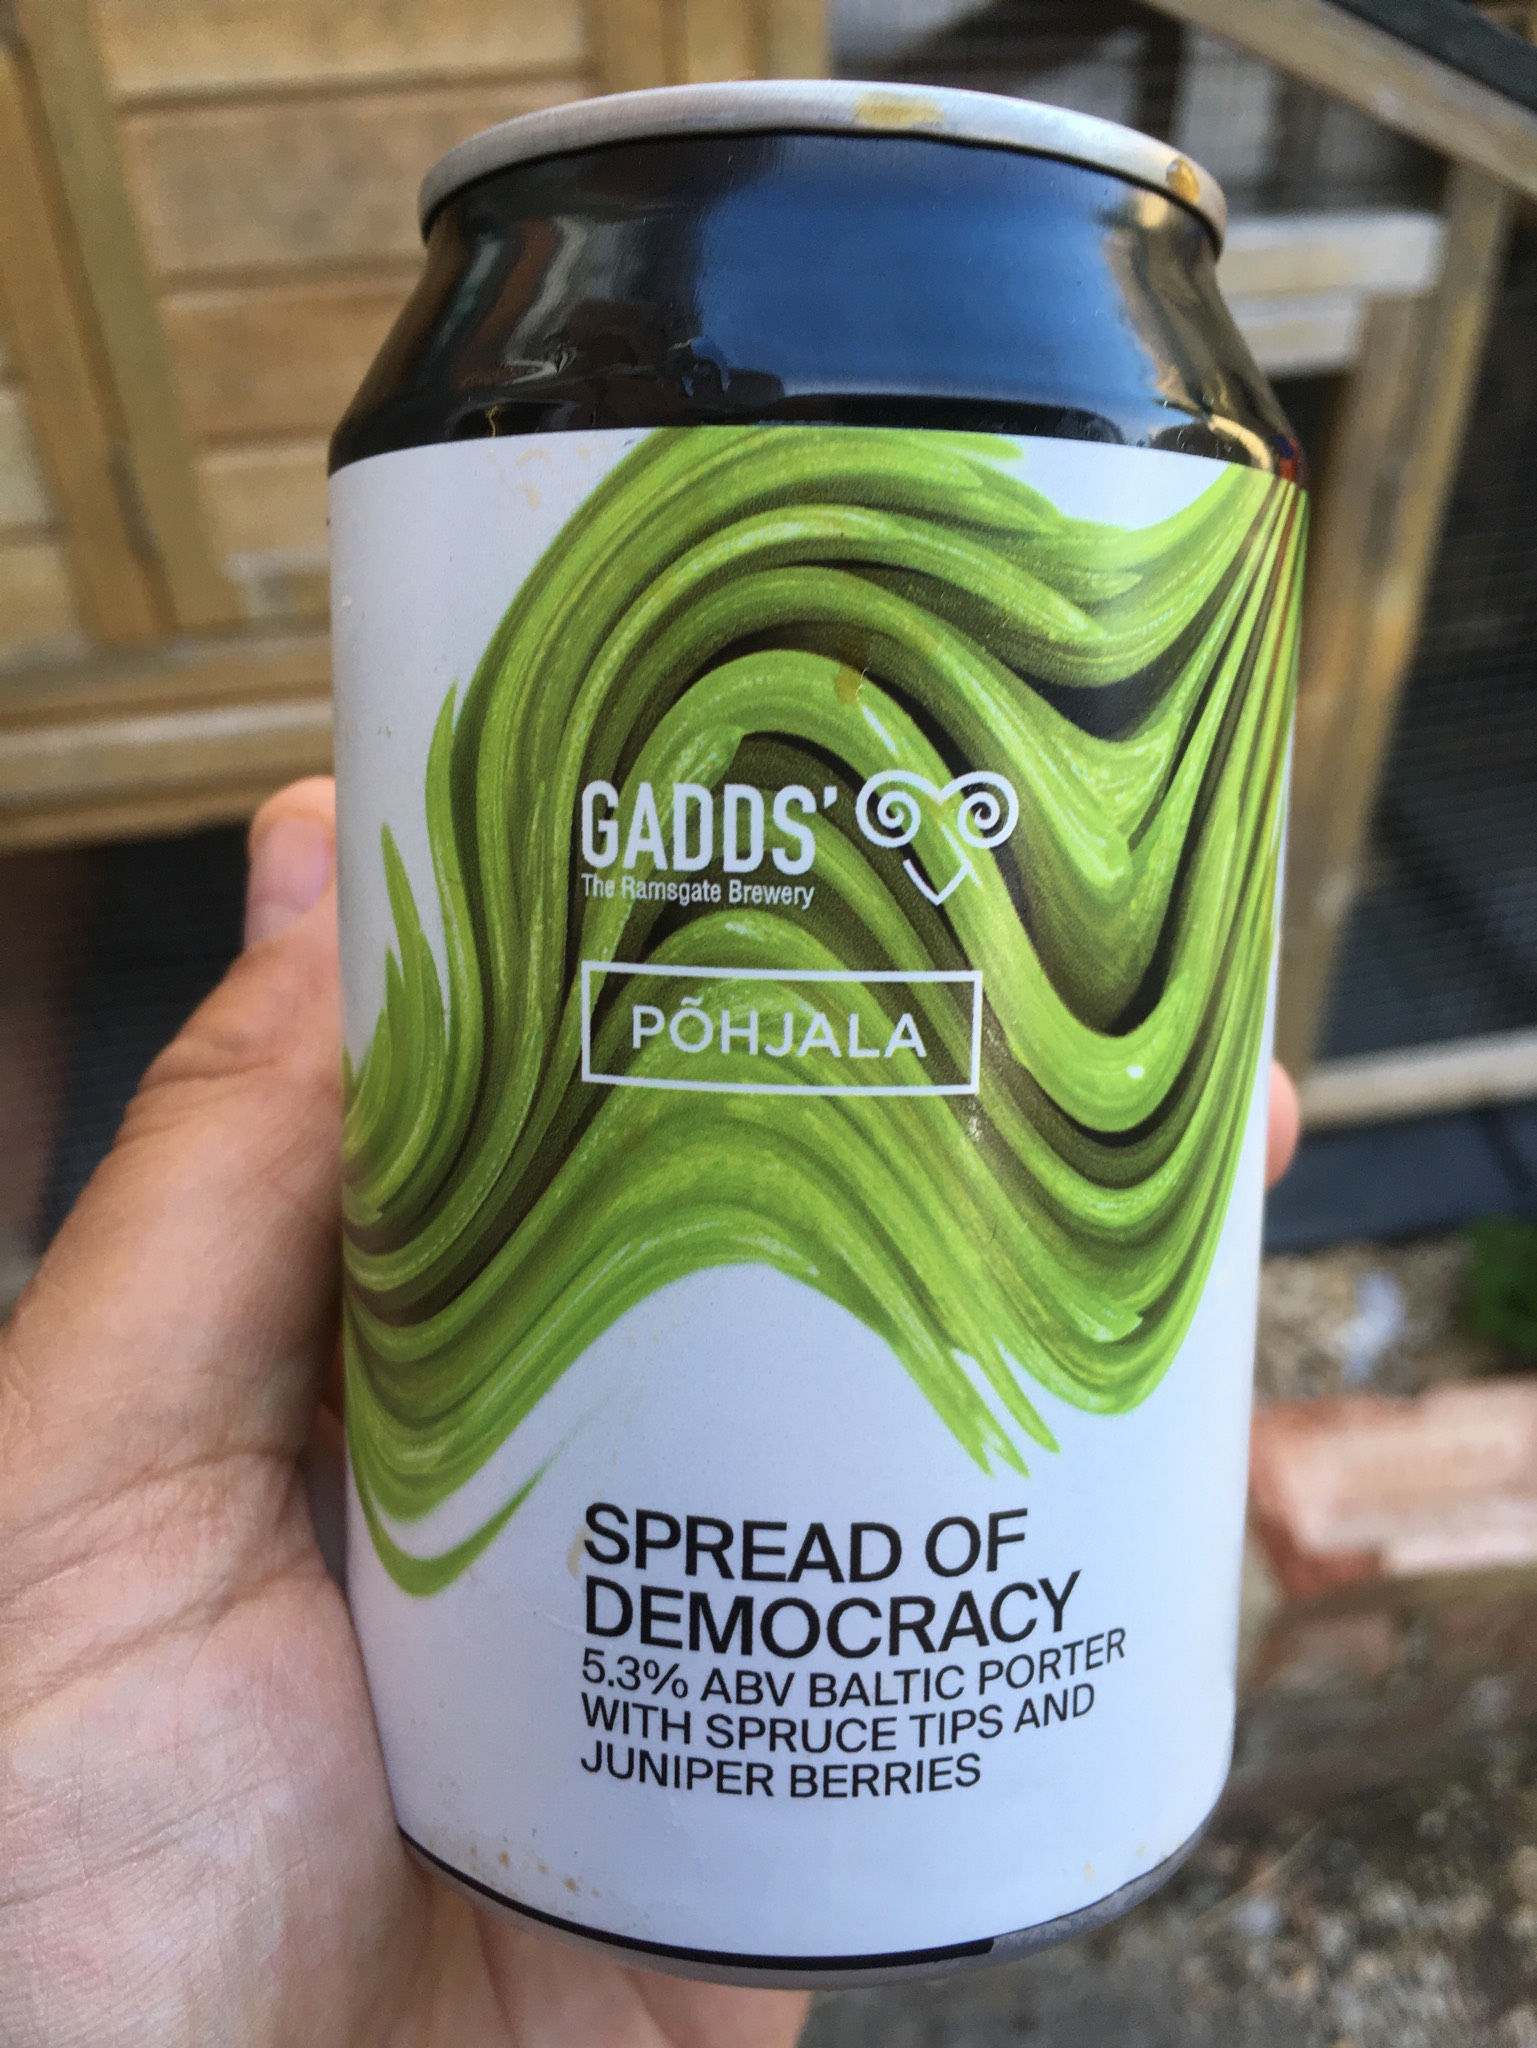 GADDS'
The Ramsgate Brewery
PÕHJALA
SPREAD OF
DEMOCRACY
5.3% ABV BALTIC PORTER
WITH SPRUCE TIPS AND
JUNIPER BERRIES